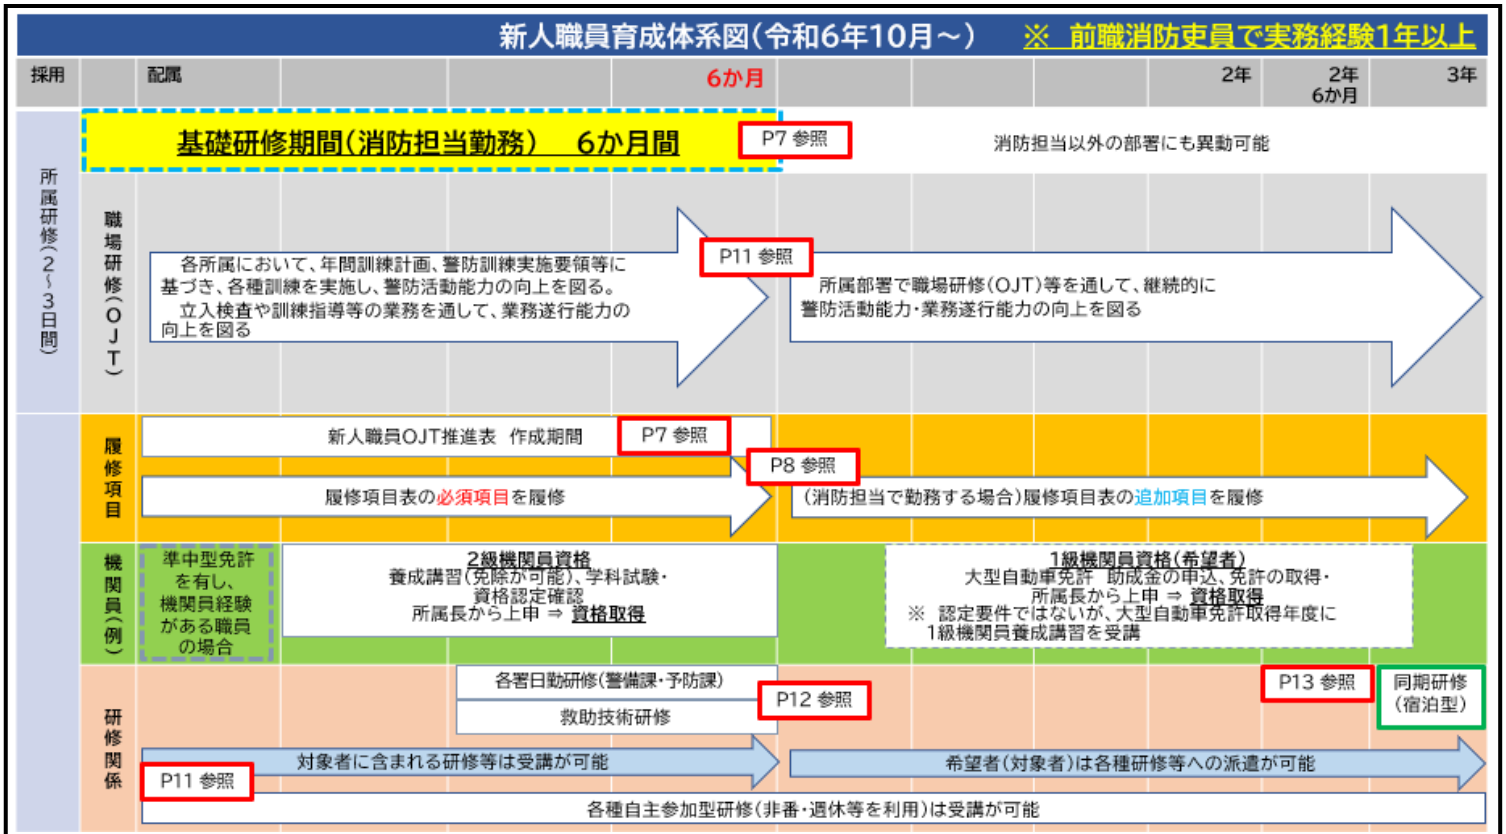 新人職員育成体系図(令和6年10月～)　※ 前職消防吏員で実務経験1年以上
採用
配属
6か月
2年
2年
6か月
3年
所属研修(2～3日間)
基礎研修期間(消防担当勤務)　6か月間
P7 参照
消防担当以外の部署にも異動可能
職場研修(OJT)
各所属において、年間訓練計画、警防訓練実施要領等に
基づき、各種訓練を実施し、警防活動能力の向上を図る。
立入検査や訓練指導等の業務を通して、業務遂行能力の
向上を図る
P11 参照
所属部署で職場研修(OJT)等を通して、継続的に
警防活動能力・業務遂行能力の向上を図る
履修項目
新人職員OJT推進表 作成期間
P7 参照
P8 参照
履修項目表の必須項目を履修
(消防担当で勤務する場合)履修項目表の追加項目を履修
機関員(例)
準中型免許
を有し、
機関員経験
がある職員
の場合
2級機関員資格
養成講習(免除が可能)、学科試験・
資格認定確認
所属長から上申 ⇒ 資格取得
1級機関員資格(希望者)
大型自動車免許 助成金の申込、免許の取得・
所属長から上申 ⇒ 資格取得
※ 認定要件ではないが、大型自動車免許取得年度に
1級機関員養成講習を受講
研修関係
各署日勤研修(警備課・予防課)
救助技術研修
P12 参照
P13 参照
同期研修
(宿泊型)
対象者に含まれる研修等は受講が可能
希望者(対象者)は各種研修等への派遣が可能
P11 参照
各種自主参加型研修(非番・週休等を利用)は受講が可能